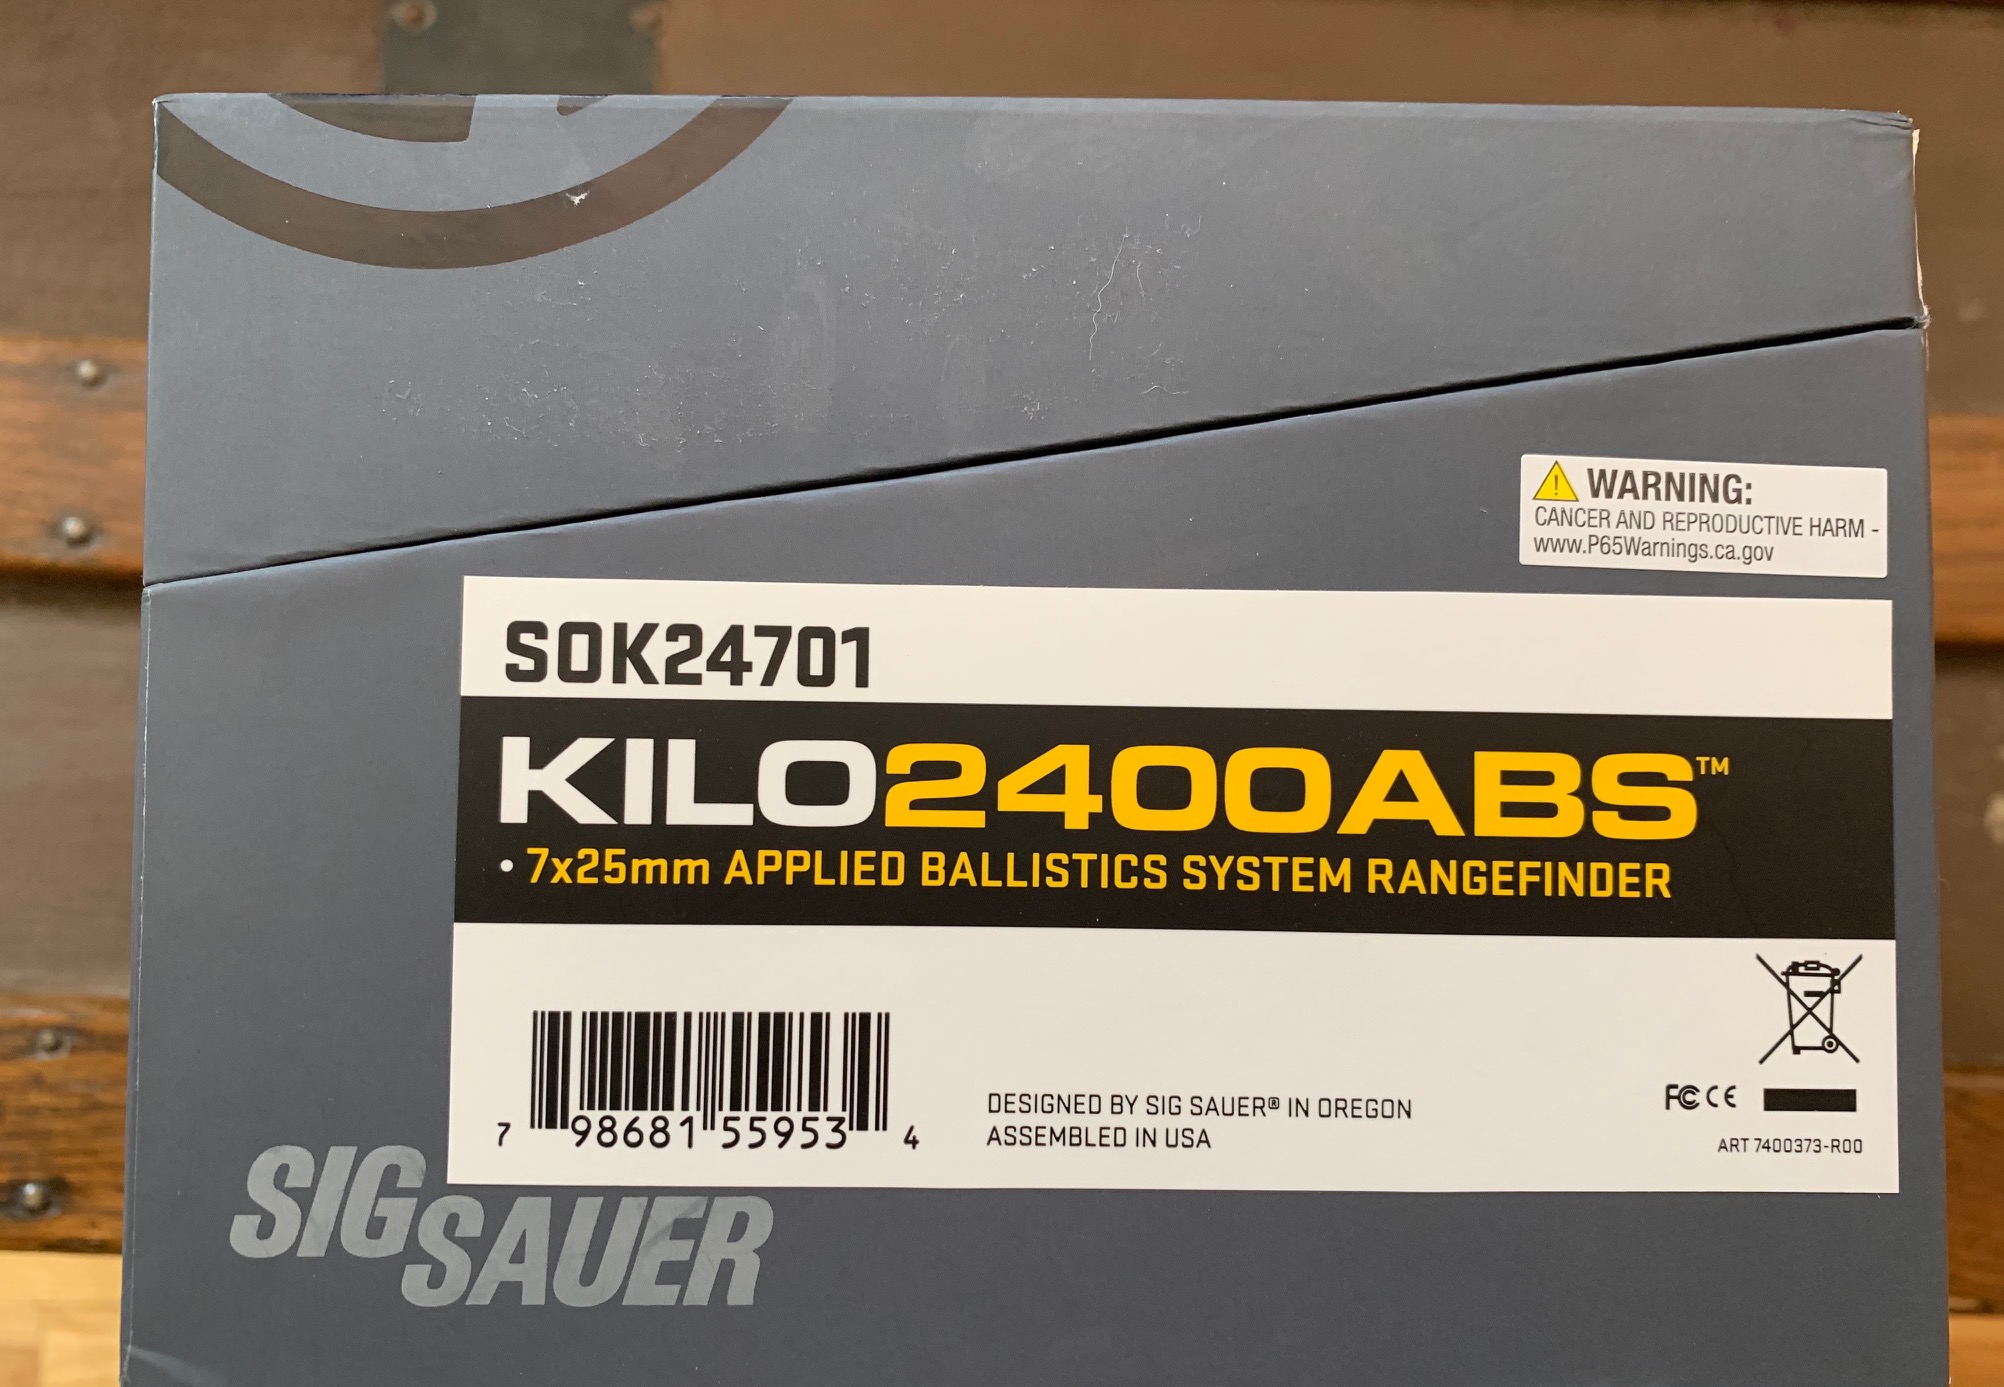 WARNING:
CANCER AND REPRODUCTIVE HARM -
www.P65Warnings.ca.gov
SOK24701
KILO2400ABS™
• 7x25mm APPLIED BALLISTICS SYSTEM RANGEFINDER
7 98681 55953 4
DESIGNED BY SIG SAUER® IN OREGON
ASSEMBLED IN USA
FC CE
ART 7400373-R00
SIG
SAUER